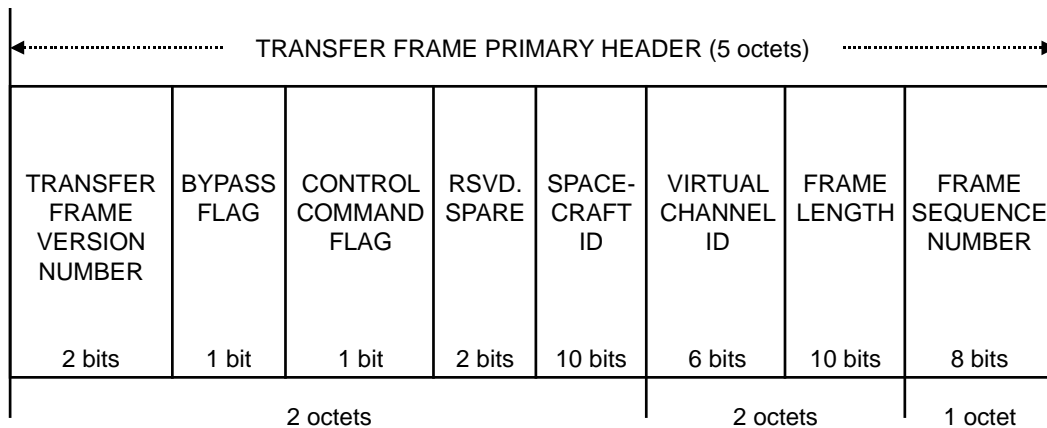 TRANSFER FRAME PRIMARY HEADER (5 octets)
TRANSFER
FRAME
VERSION
NUMBER
2 bits
BYPASS
FLAG
1 bit
CONTROL
COMMAND
FLAG
1 bit
RSVD.
SPARE
2 bits
SPACE-
CRAFT
ID
10 bits
VIRTUAL
CHANNEL
ID
6 bits
FRAME
LENGTH
10 bits
FRAME
SEQUENCE
NUMBER
8 bits
2 octets
2 octets
1 octet